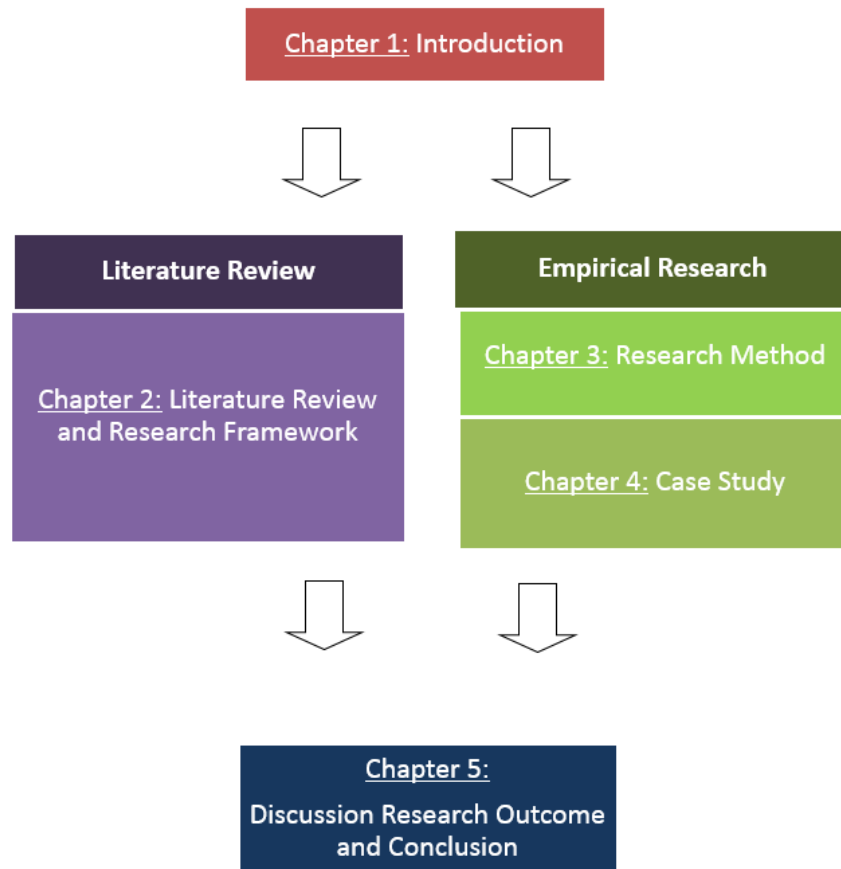 Chapter 1: Introduction
Literature Review
Chapter 2: Literature Review
and Research Framework
Empirical Research
Chapter 3: Research Method
Chapter 4: Case Study
Chapter 5:
Discussion Research Outcome
and Conclusion